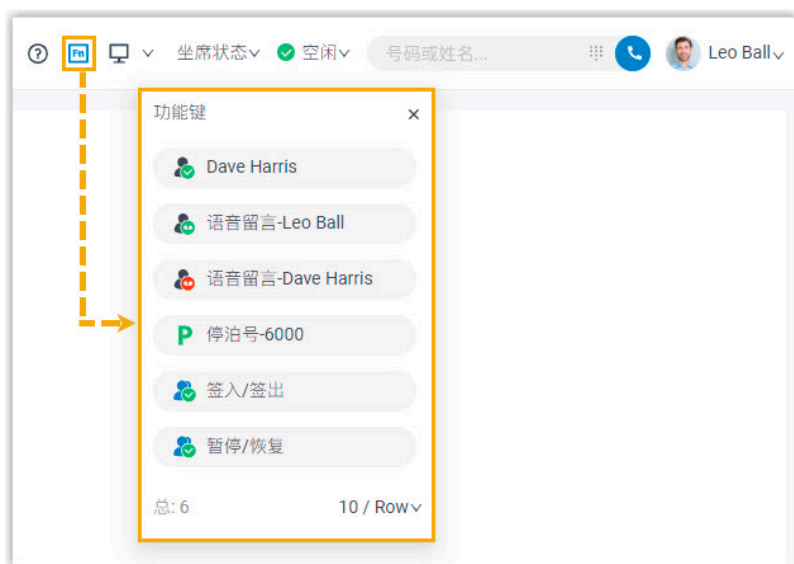 Fn 坐席状态 空闲 号码或姓名... Leo Ball
功能键
Dave Harris
语音留言-Leo Ball
语音留言-Dave Harris
P 停泊号-6000
签入/签出
暂停/恢复
总: 6 10 / Row